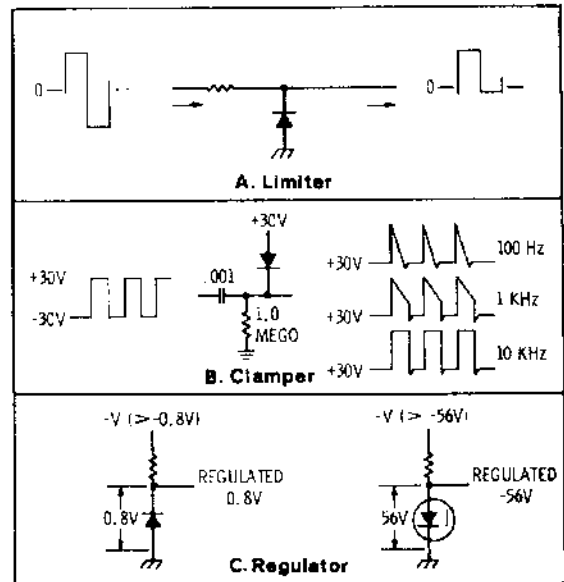 0
0
A. Limiter
+30V
+30V
-30V
.001
1.0
MEGO
+30V
100 Hz
+30V
1 KHz
+30V
10 KHz
B. Clamper
-V (>-0.8V)
REGULATED
0.8V
0.8V
-V (> -56V)
REGULATED
-56V
56V
C. Regulator